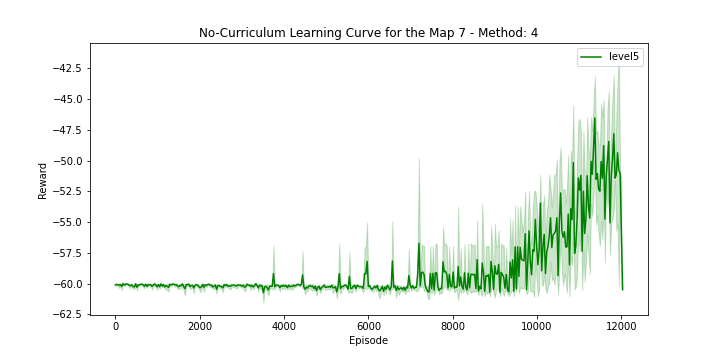 No-Curriculum Learning Curve for the Map 7 - Method: 4
level5
−42.5
−45.0
−47.5
−50.0
−52.5
−55.0
−57.5
−60.0
−62.5
Reward
0 2000 4000 6000 8000 10000 12000
Episode